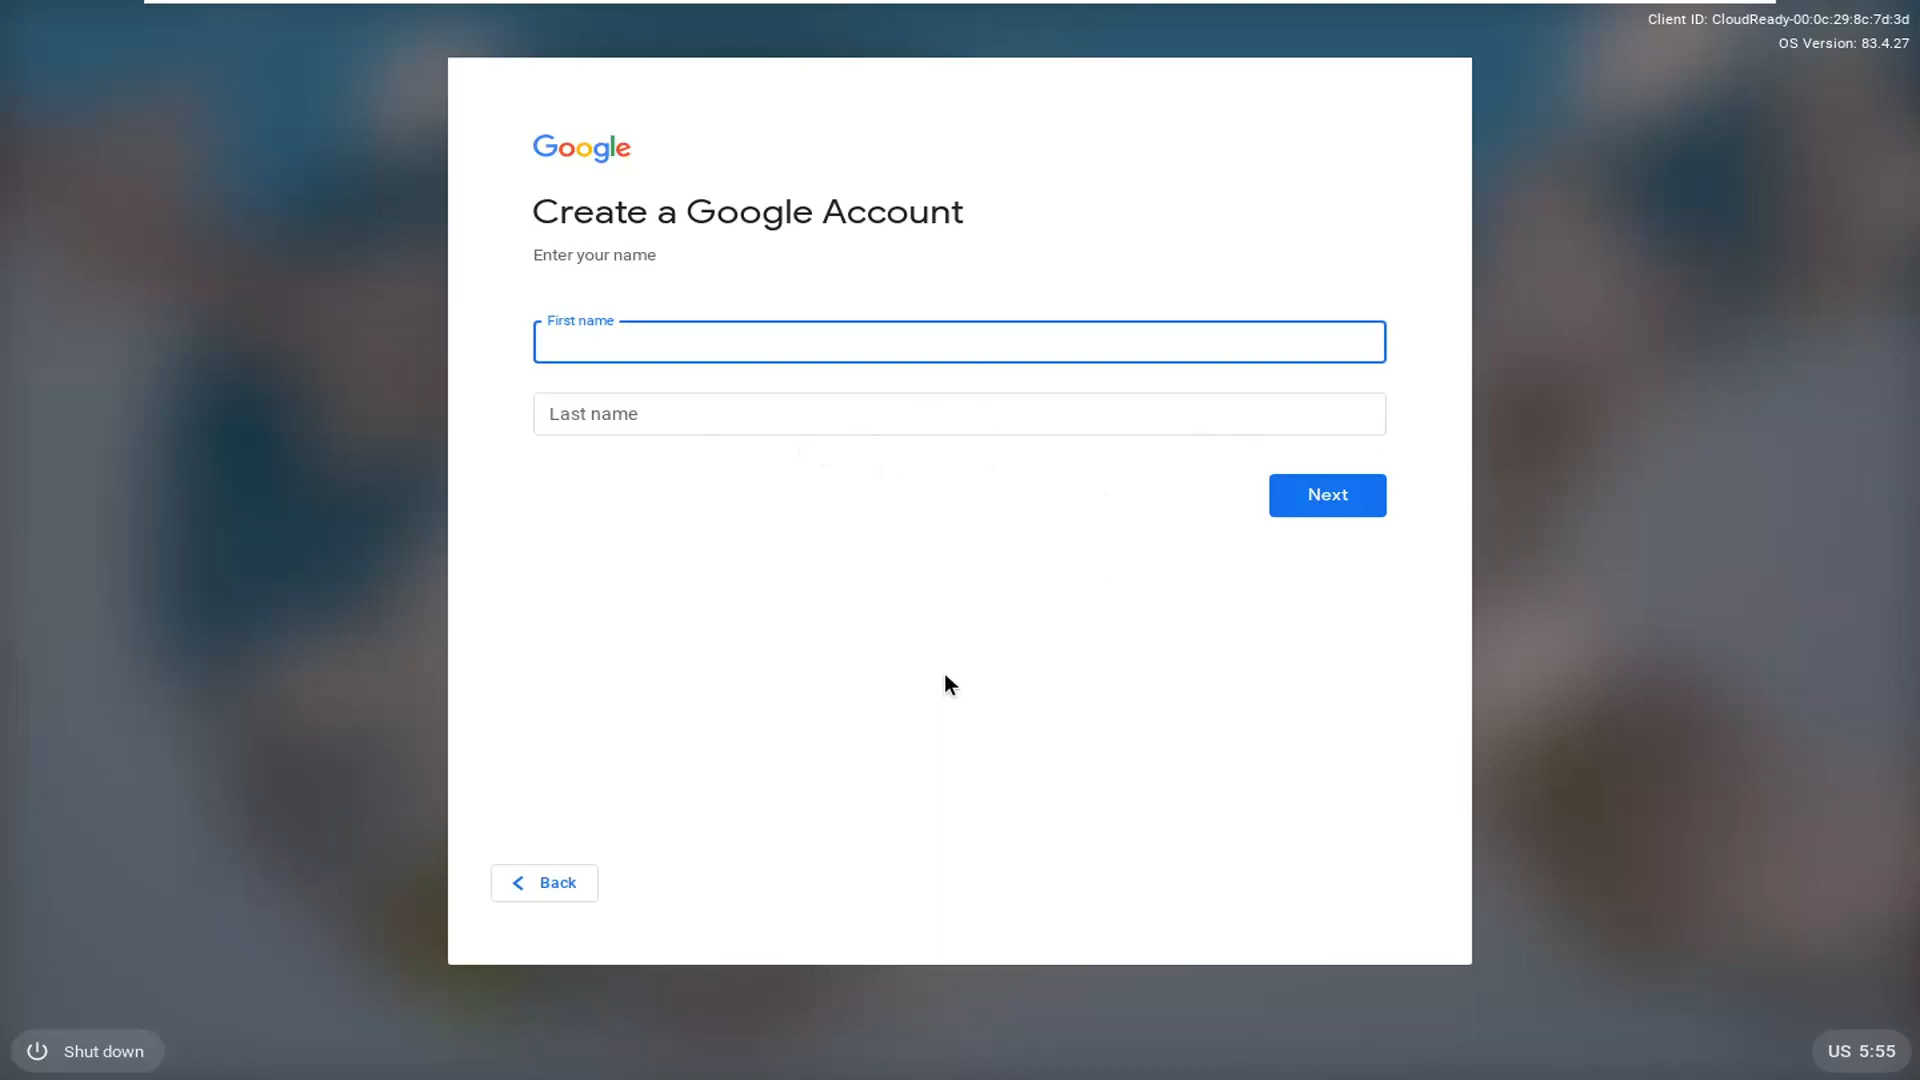 Client ID: CloudReady-00:0c:29:8c:7d:3d
OS Version: 83.4.27
Google
Create a Google Account
Enter your name
First name
Last name
Next
Back
Shut down
US 5:55